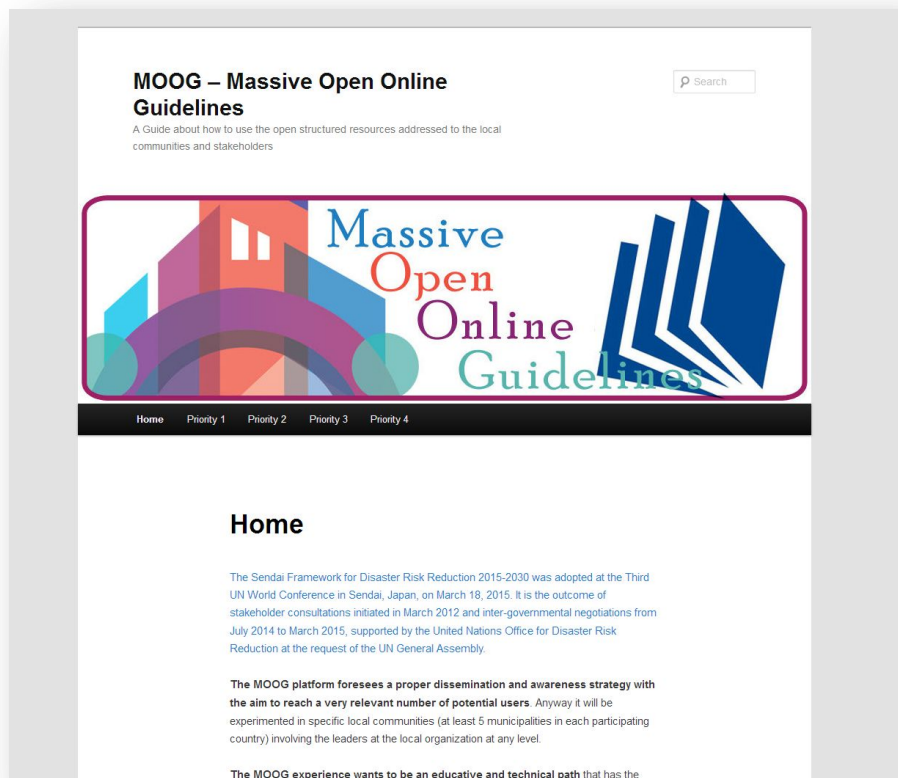 MOOG – Massive Open Online
Guidelines
A Guide about how to use the open structured resources addressed to the local
communities and stakeholders
Search
Massive
Open
Online
Guidelines
Home Priority 1 Priority 2 Priority 3 Priority 4
Home
The Sendai Framework for Disaster Risk Reduction 2015-2030 was adopted at the Third
UN World Conference in Sendai, Japan, on March 18, 2015. It is the outcome of
stakeholder consultations initiated in March 2012 and inter-governmental negotiations from
July 2014 to March 2015, supported by the United Nations Office for Disaster Risk
Reduction at the request of the UN General Assembly.
The MOOG platform foresees a proper dissemination and awareness strategy with
the aim to reach a very relevant number of potential users. Anyway it will be
experimented in specific local communities (at least 5 municipalities in each participating
country) involving the leaders at the local organization at any level.
The MOOG experience wants to be an educative and technical path that has the